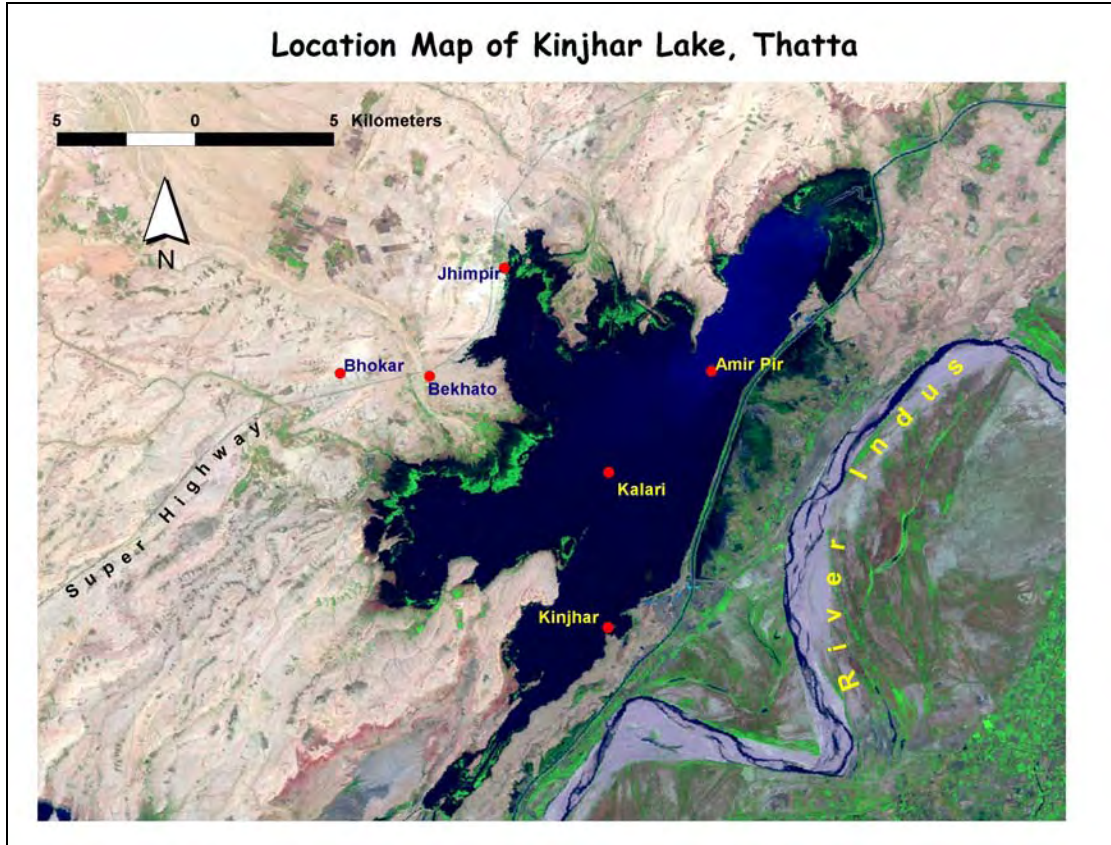 Location Map of Kinjhar Lake, Thatta
5 0 5 Kilometers
N
Jhimpir
Bhokar
Bekhato
Amir Pir
Super Highway
Kalari
River Indus
Kinjhar